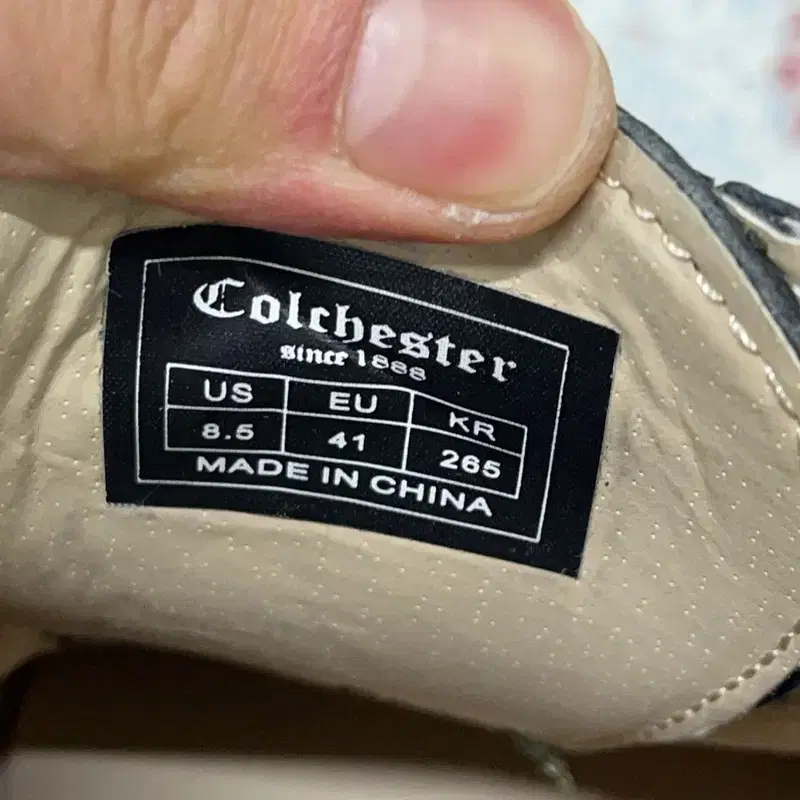 Colchester
since 1888
US EU KR
8.5 41 265
MADE IN CHINA